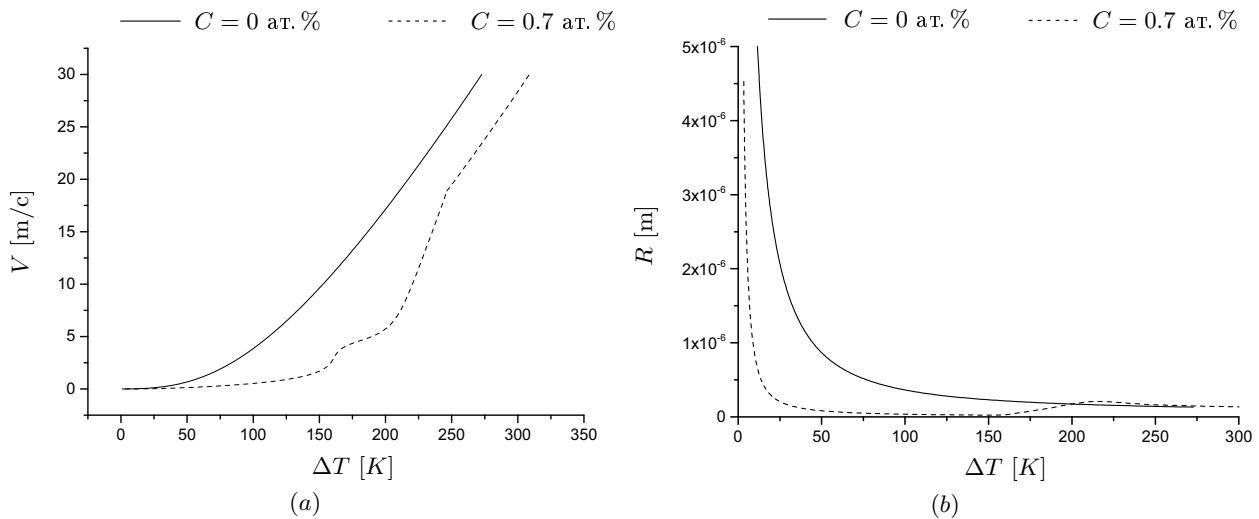 C = 0 ат. % C = 0.7 ат. %
30
25
20
15
10
5
0
V [m/c]
0 50 100 150 200 250 300 350
ΔT [K]
(a)
C = 0 ат. % C = 0.7 ат. %
5x10⁻⁶
4x10⁻⁶
3x10⁻⁶
2x10⁻⁶
1x10⁻⁶
0
R [m]
0 50 100 150 200 250 300
ΔT [K]
(b)